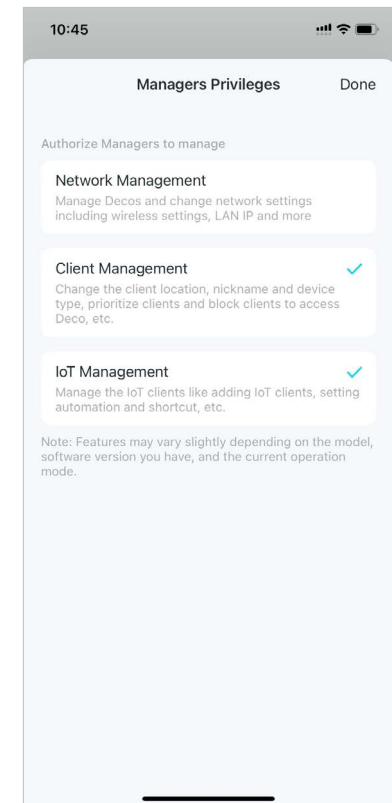 10:45
Managers Privileges
Done
Authorize Managers to manage
Network Management
Manage Decos and change network settings
including wireless settings, LAN IP and more
Client Management
Change the client location, nickname and device
type, prioritize clients and block clients to access
Deco, etc.
IoT Management
Manage the IoT clients like adding IoT clients, setting
automation and shortcut, etc.
Note: Features may vary slightly depending on the model,
software version you have, and the current operation
mode.